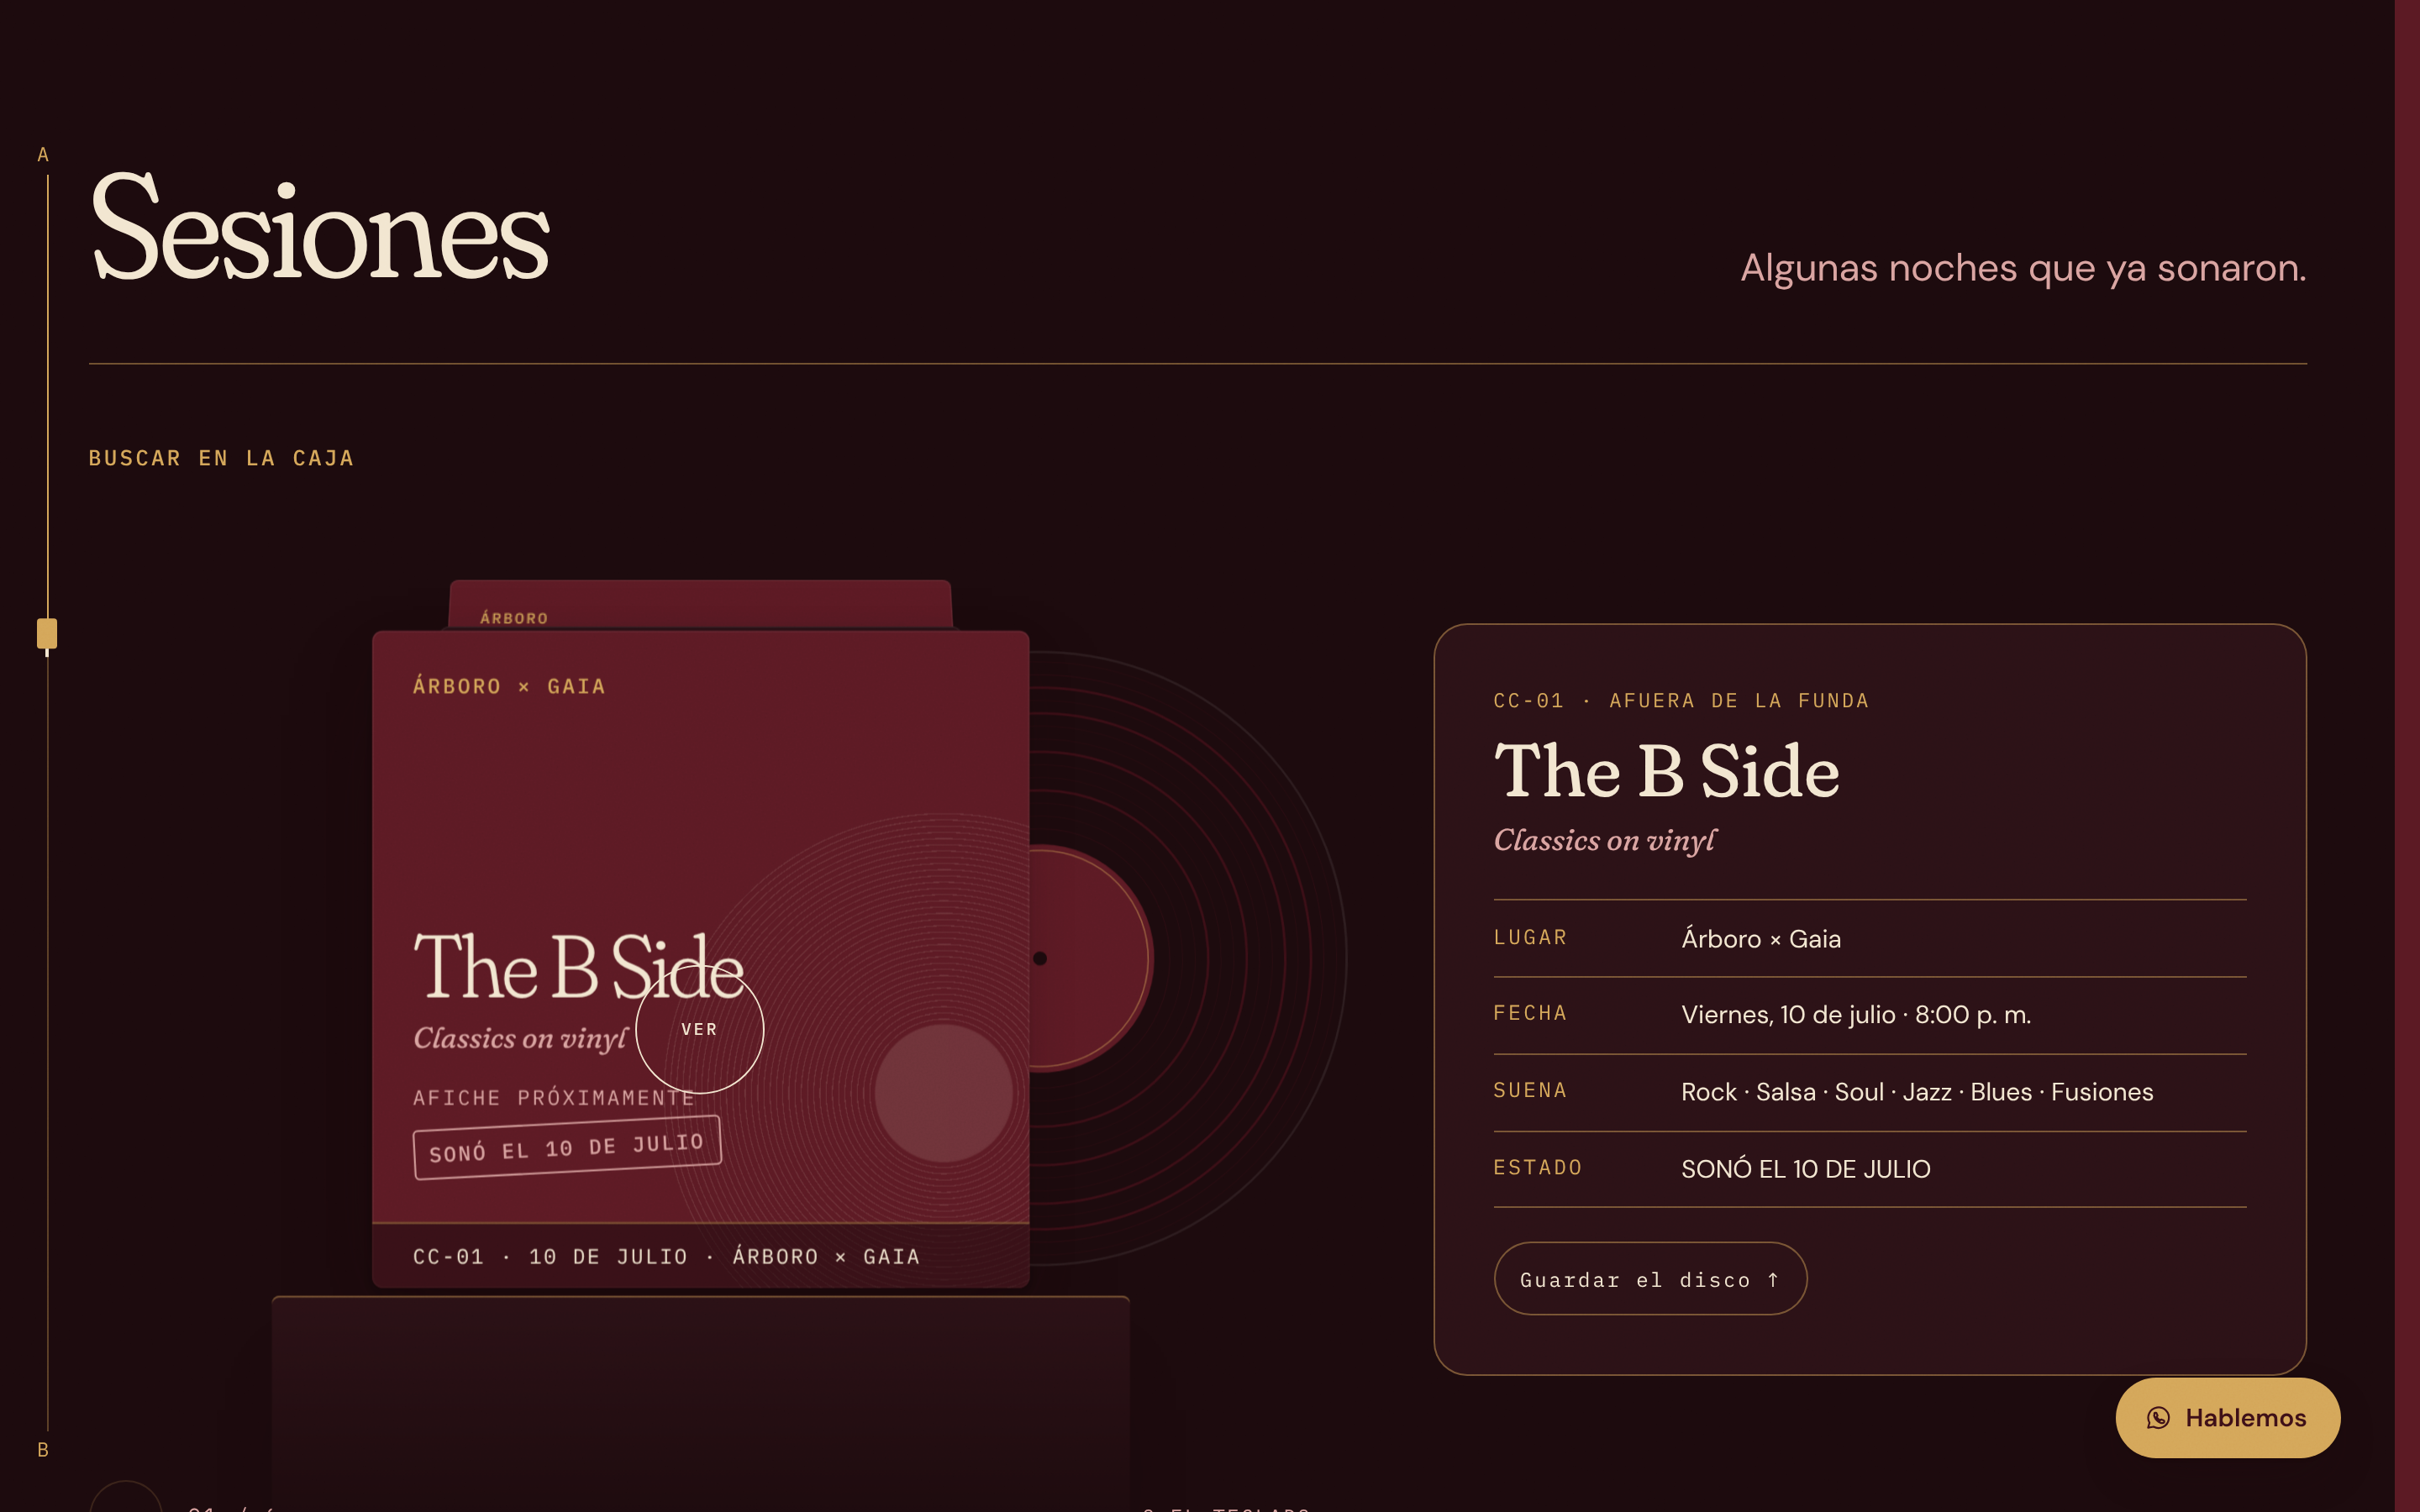 A
Sesiones
Algunas noches que ya sonaron.
BUSCAR EN LA CAJA
ÁRBORO
ÁRBORO × GAIA
The B Side
Classics on vinyl
VER
AFICHE PRÓXIMAMENTE
SONÓ EL 10 DE JULIO
CC-01 · 10 DE JULIO · ÁRBORO × GAIA
CC-01 · AFUERA DE LA FUNDA
The B Side
Classics on vinyl
LUGAR Árboro × Gaia
FECHA Viernes, 10 de julio · 8:00 p. m.
SUENA Rock · Salsa · Soul · Jazz · Blues · Fusiones
ESTADO SONÓ EL 10 DE JULIO
Guardar el disco ↑
Hablemos
B